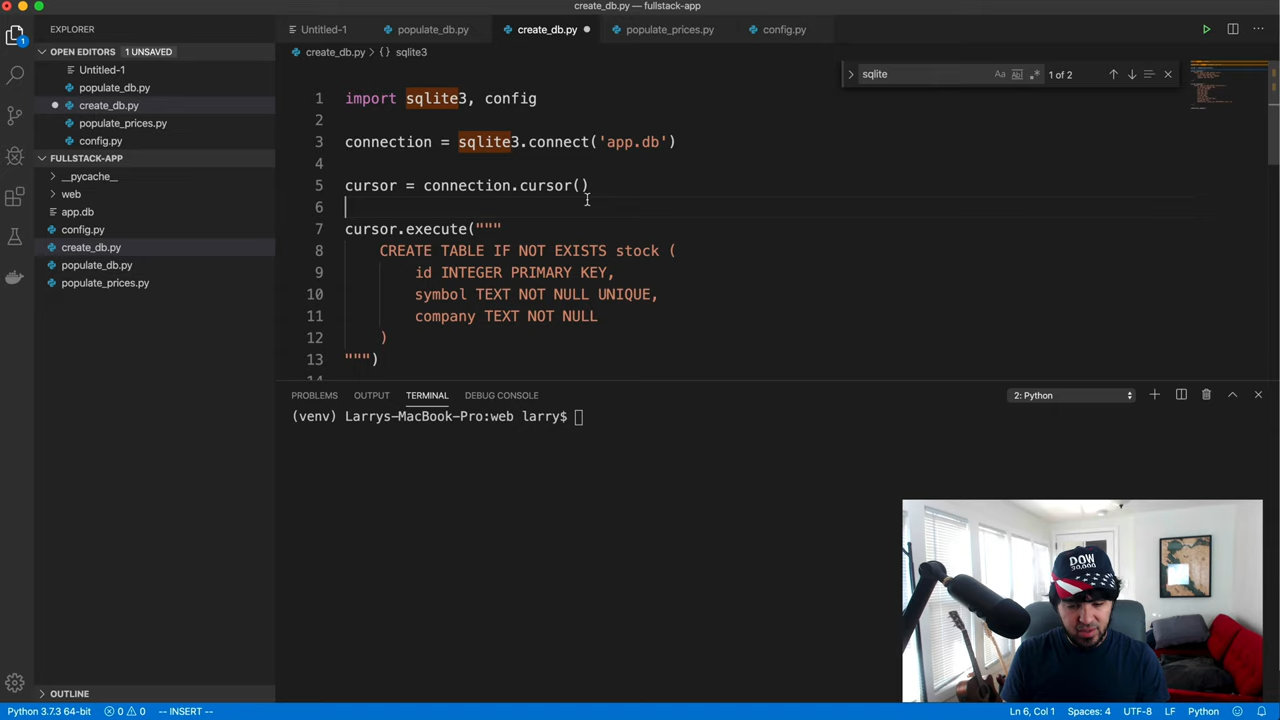 create_db.py — fullstack-app
EXPLORER
Untitled-1
populate_db.py
create_db.py
populate_prices.py
config.py
OPEN EDITORS 1 UNSAVED
Untitled-1
populate_db.py
create_db.py
populate_prices.py
config.py
FULLSTACK-APP
__pycache__
web
app.db
config.py
create_db.py
populate_db.py
populate_prices.py
OUTLINE
create_db.py > {} sqlite3
sqlite
Aa Abl .* 1 of 2
1 import sqlite3, config
2
3 connection = sqlite3.connect('app.db')
4
5 cursor = connection.cursor()
6
7 cursor.execute("""
8 CREATE TABLE IF NOT EXISTS stock (
9 id INTEGER PRIMARY KEY,
10 symbol TEXT NOT NULL UNIQUE,
11 company TEXT NOT NULL
12 )
13 """)
14
PROBLEMS OUTPUT TERMINAL DEBUG CONSOLE
2: Python
(venv) Larrys-MacBook-Pro:web larry$
DOW
20,000
Python 3.7.3 64-bit 0 0 -- INSERT -- Ln 6, Col 1 Spaces: 4 UTF-8 LF Python